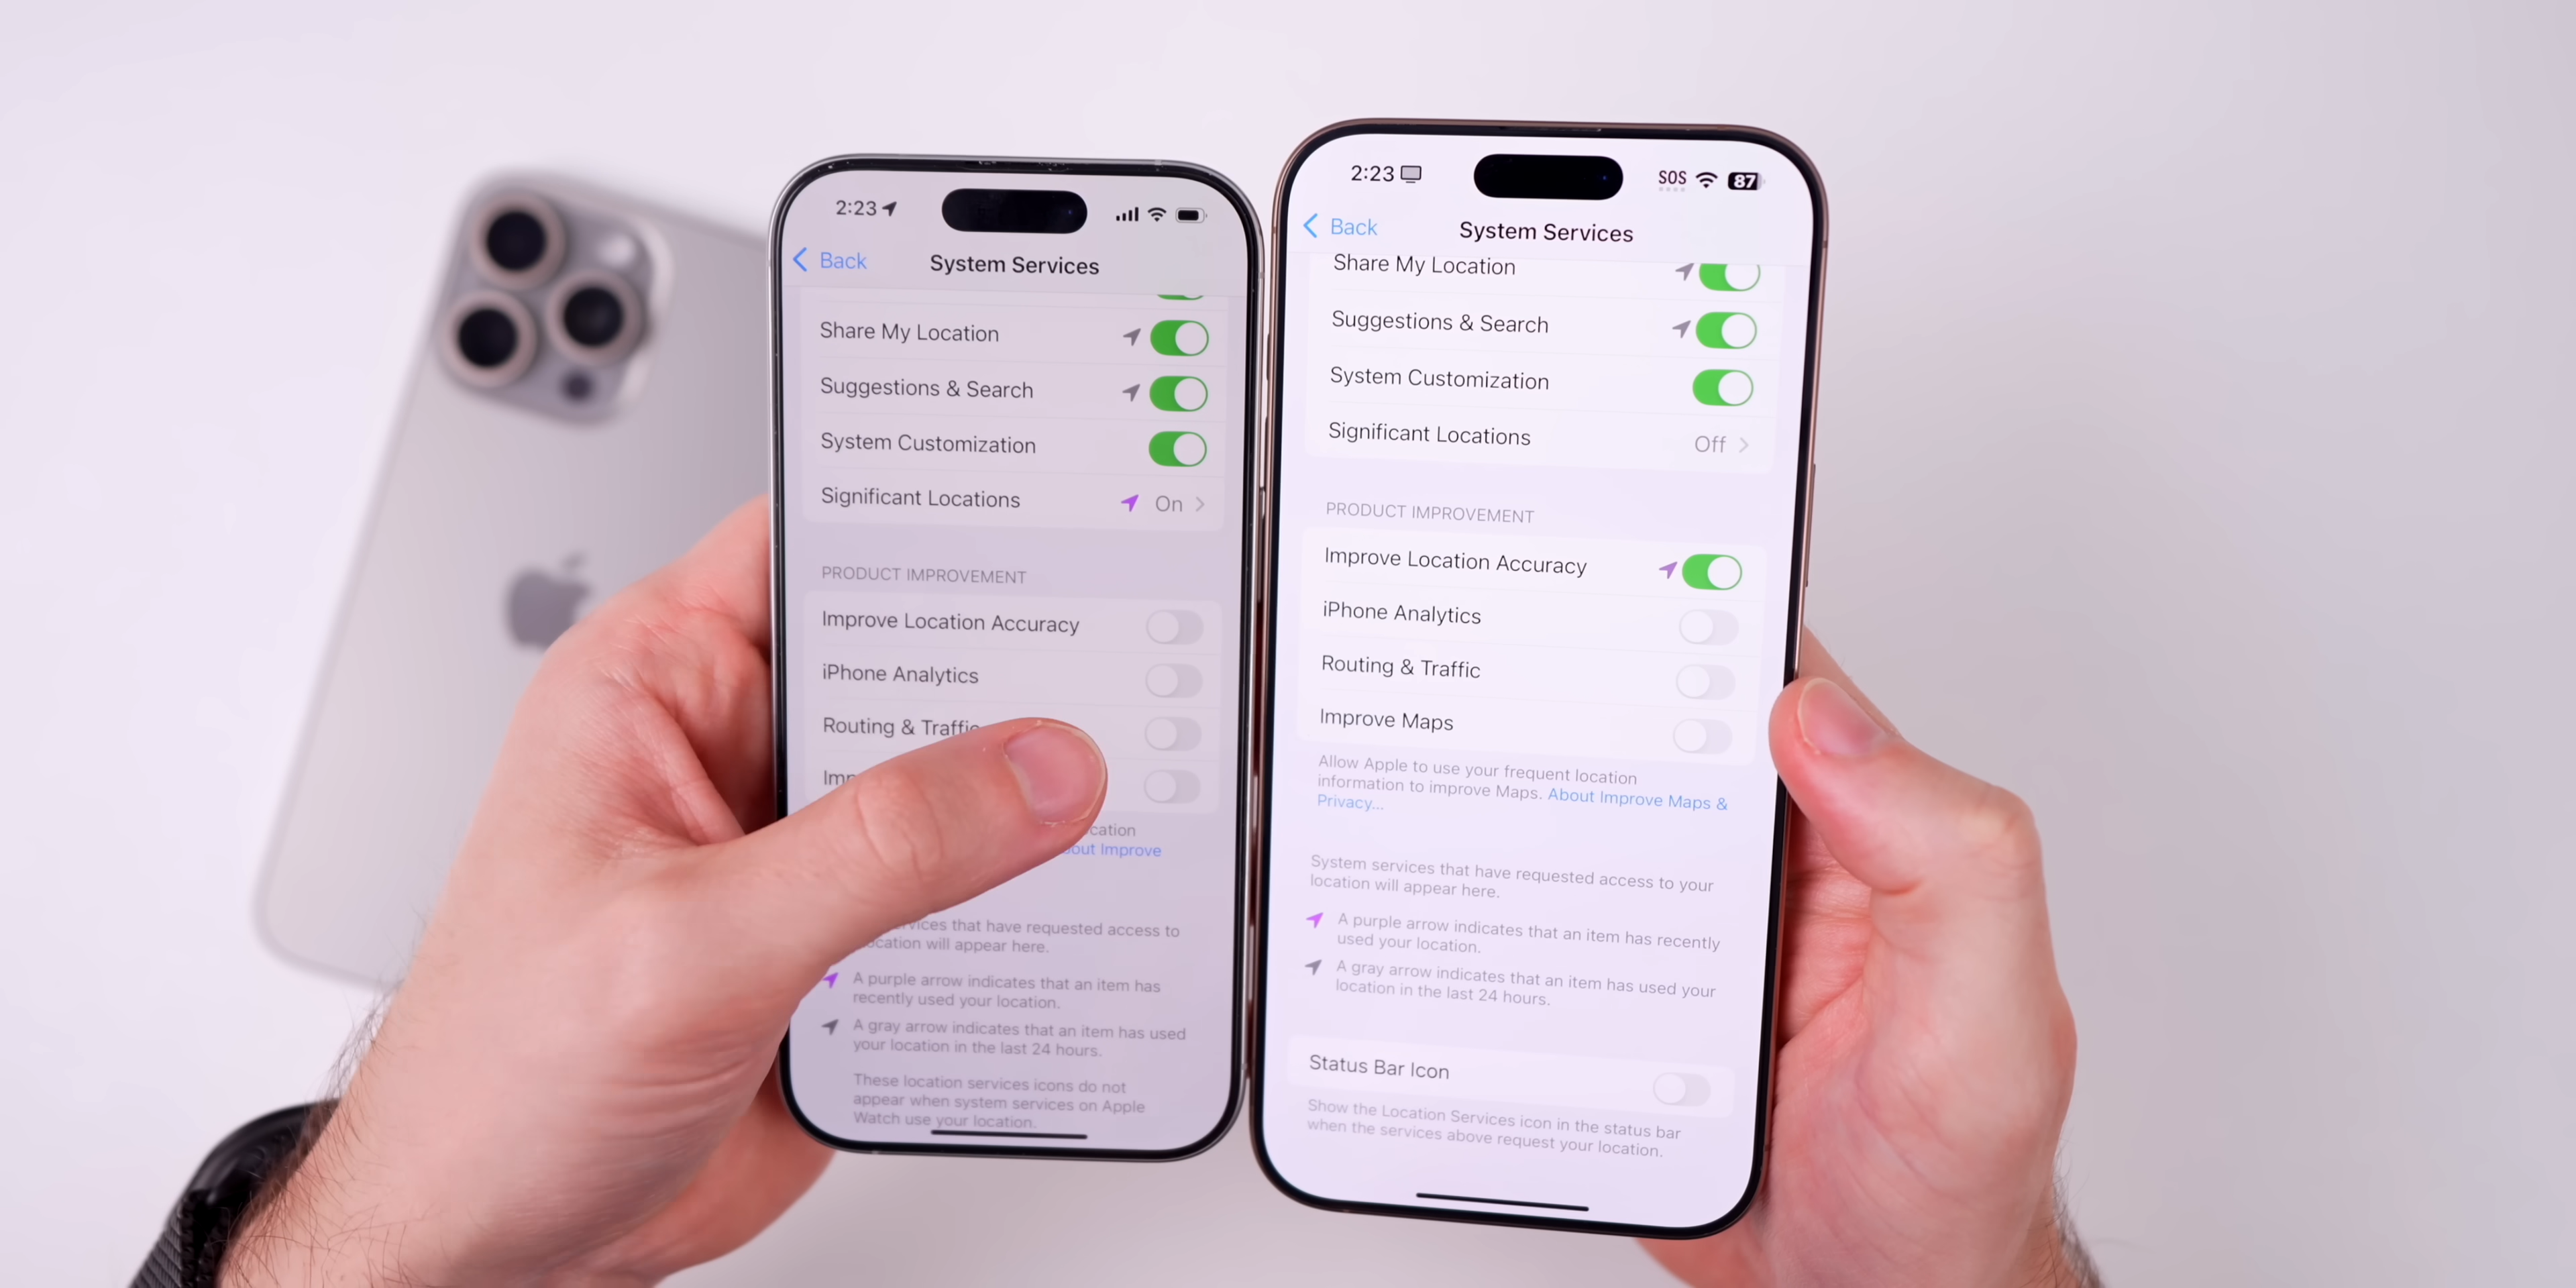 2:23
Back
System Services
Share My Location
Suggestions & Search
System Customization
Significant Locations
On
PRODUCT IMPROVEMENT
Improve Location Accuracy
iPhone Analytics
Routing & Traffic
out Improve
that have requested access to
will appear here.
A purple arrow indicates that an item has
recently used your location.
A gray arrow indicates that an item has used
your location in the last 24 hours.
These location services icons do not
appear when system services on Apple
Watch use your location.
2:23
SOS
87
Back
System Services
Share My Location
Suggestions & Search
System Customization
Significant Locations
Off
PRODUCT IMPROVEMENT
Improve Location Accuracy
iPhone Analytics
Routing & Traffic
Improve Maps
Allow Apple to use your frequent location
information to improve Maps. About Improve Maps &
Privacy...
System services that have requested access to your
location will appear here.
A purple arrow indicates that an item has recently
used your location.
A gray arrow indicates that an item has used your
location in the last 24 hours.
Status Bar Icon
Show the Location Services icon in the status bar
when the services above request your location.